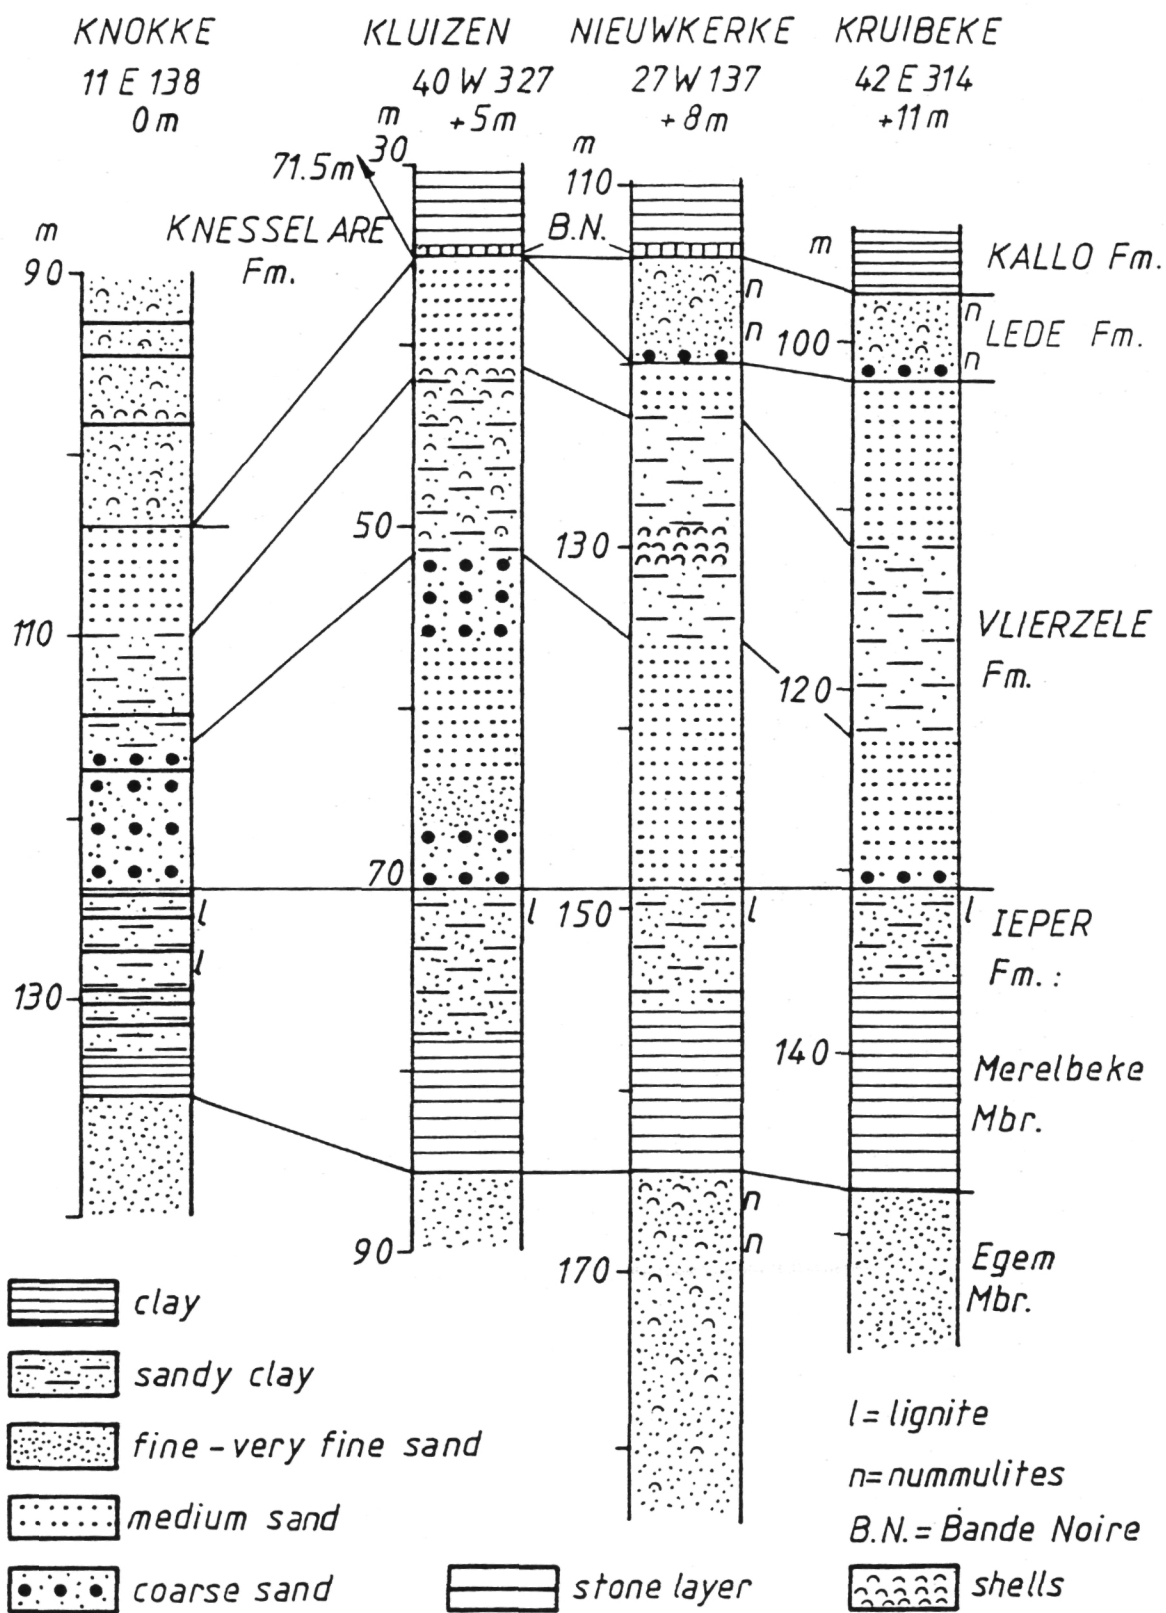 KNOKKE KLUIZEN NIEUWKERKE KRUIBEKE
11 E 138 40 W 327 27 W 137 42 E 314
0 m m +5m +8m +11 m
30 m
71.5m 110
KNESSELARE B.N. m KALLO Fm.
m Fm.
90 n
n 100 n LEDE Fm.
n
50 130
110 VLIERZELE
120 Fm.
70
l l 150 l l IEPER
l Fm. :
130
140 Merelbeke
Mbr.
n
90 n 170 Egem
Mbr.
clay
sandy clay
l = lignite
fine - very fine sand
n= nummulites
medium sand B.N. = Bande Noire
coarse sand stone layer shells